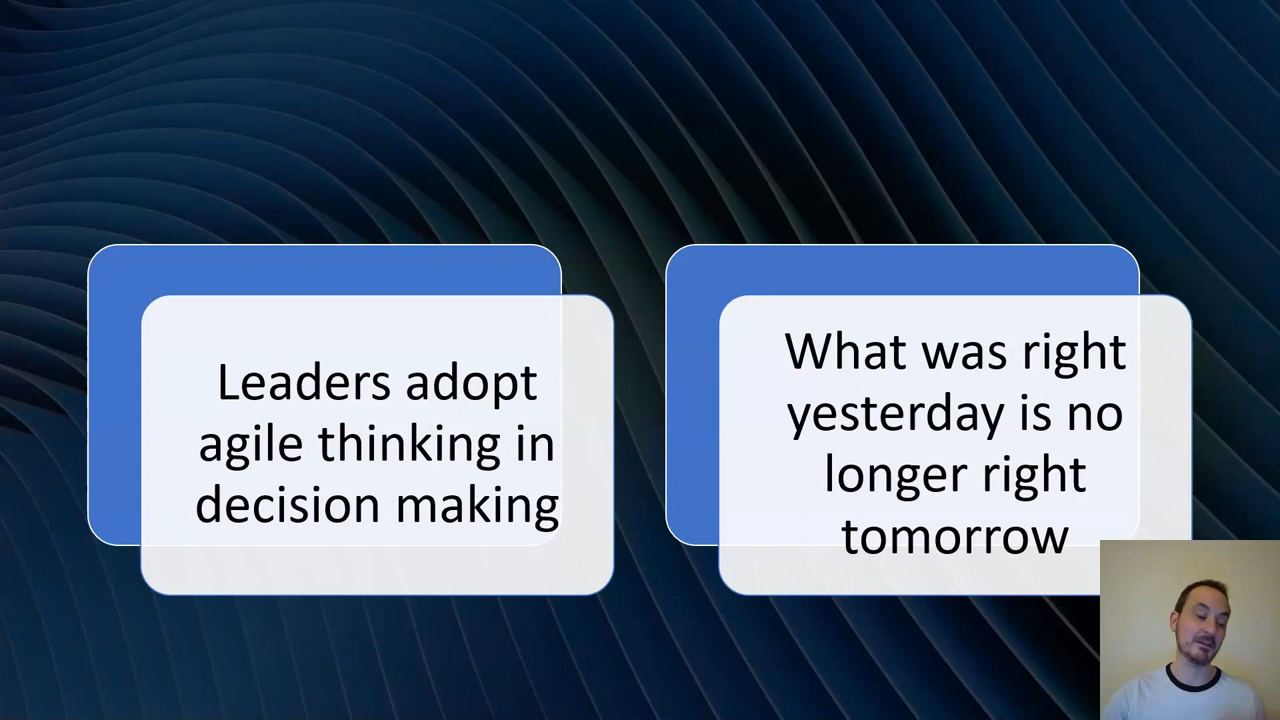 Leaders adopt
agile thinking in
decision making
What was right
yesterday is no
longer right
tomorrow